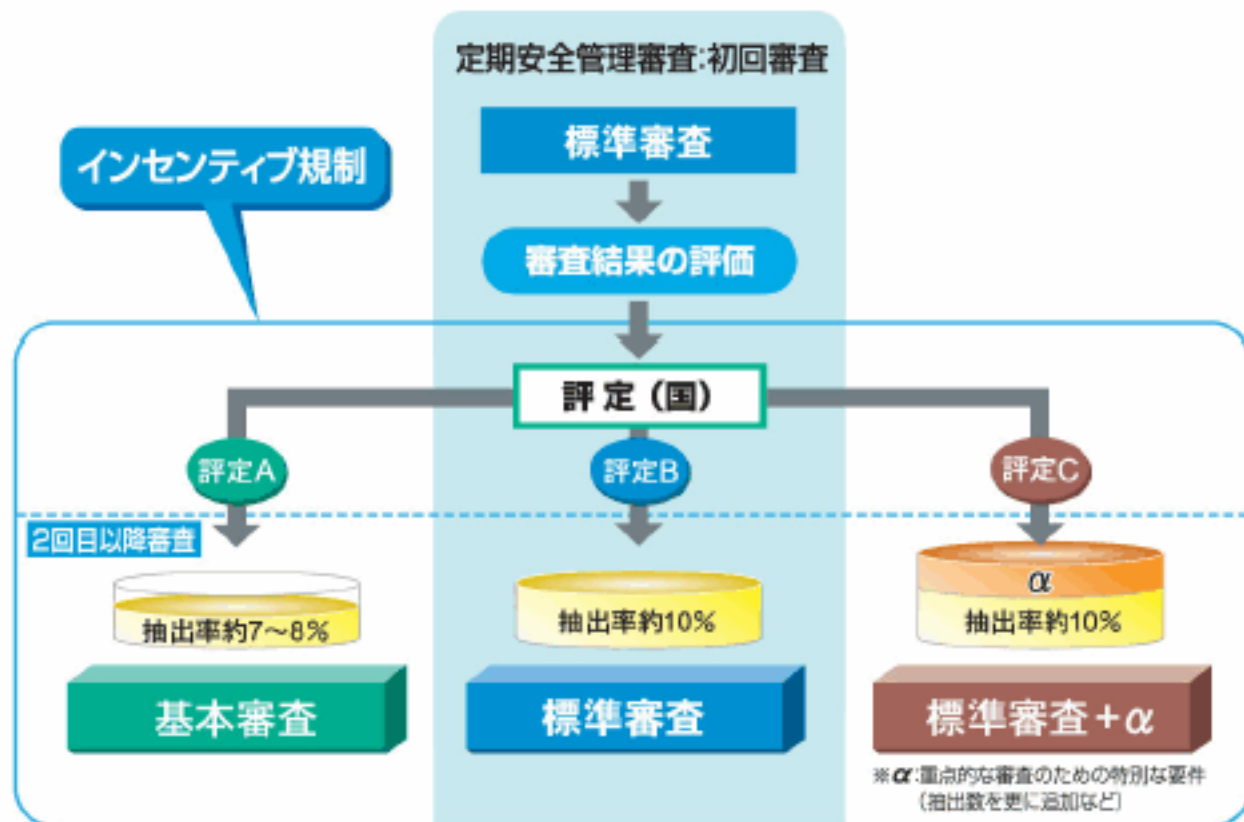 定期安全管理審査:初回審査
標準審査
インセンティブ規制
審査結果の評価
評定（国）
評定A
評定B
評定C
2回目以降審査
α
抽出率約7〜8%
抽出率約10%
抽出率約10%
基本審査
標準審査
標準審査+α
※α:重点的な審査のための特別な要件
（抽出数を更に追加など）